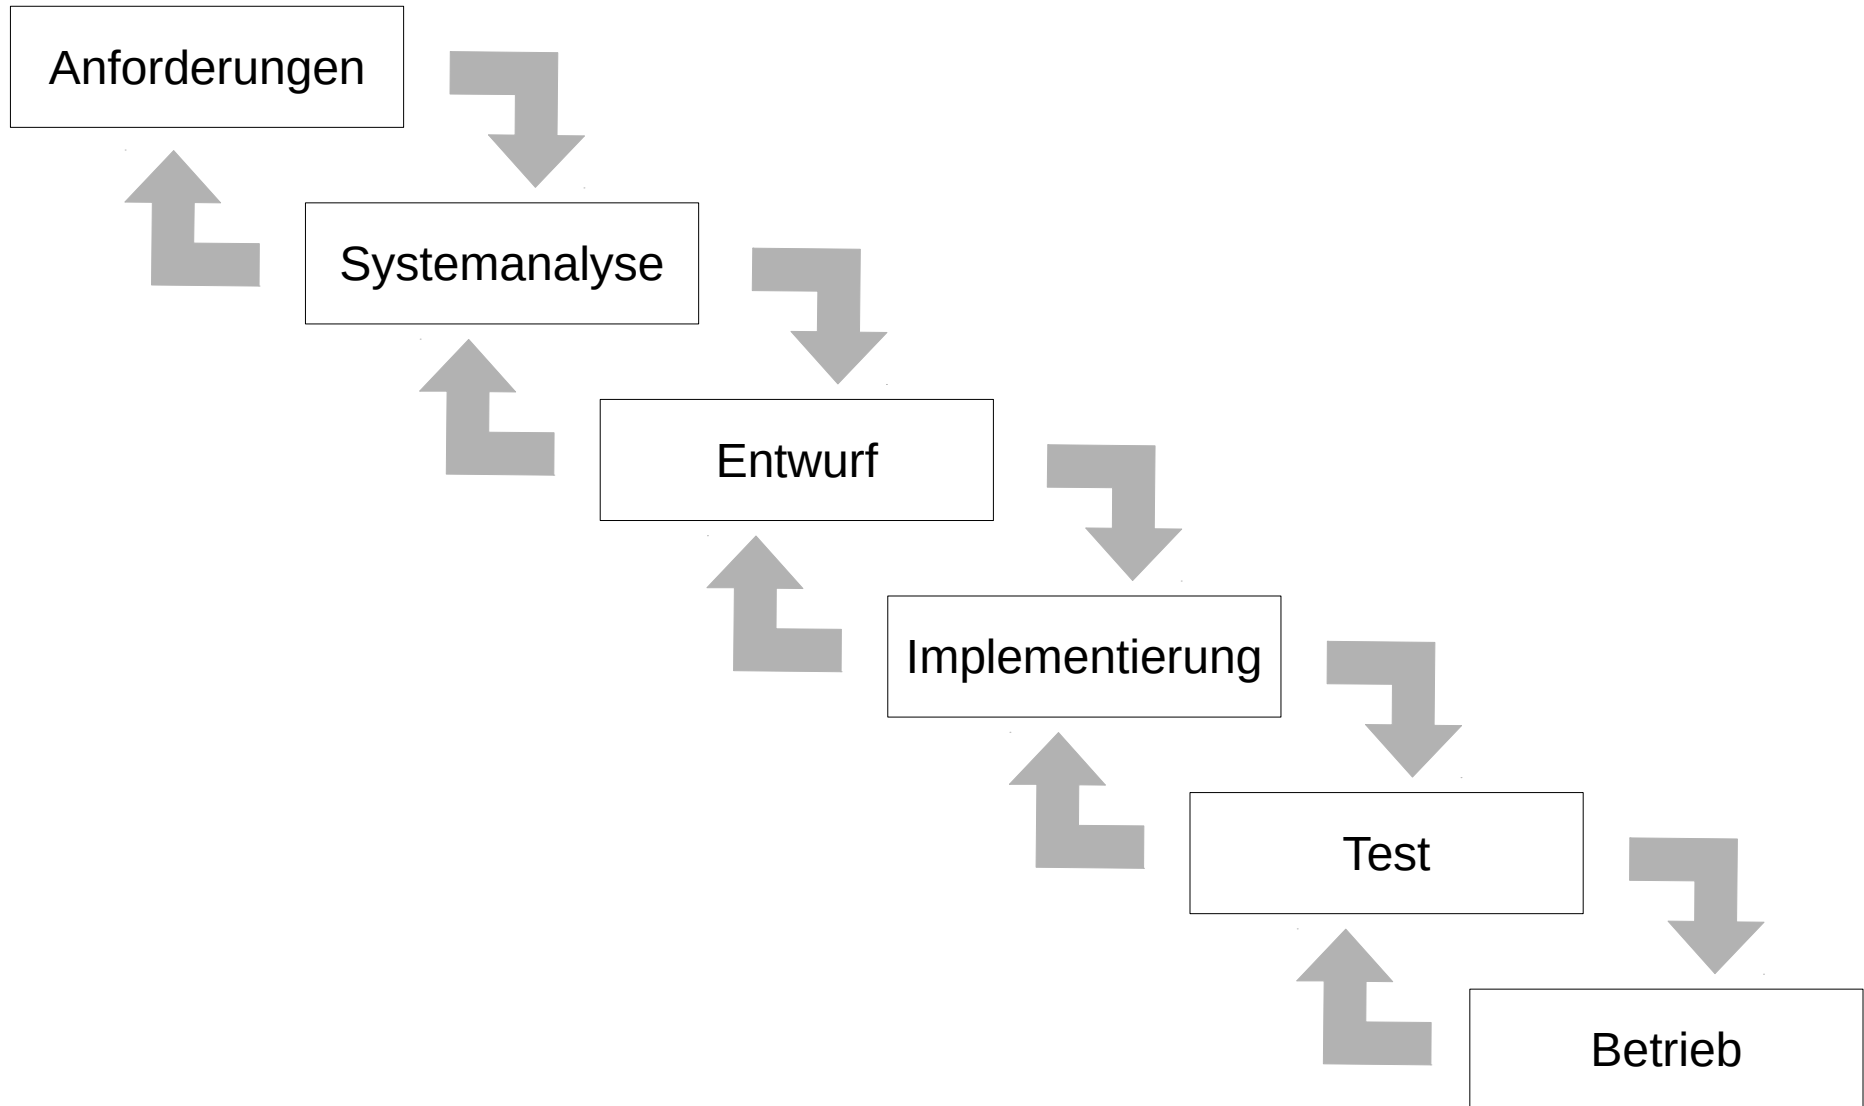 Anforderungen
Systemanalyse
Entwurf
Implementierung
Test
Betrieb